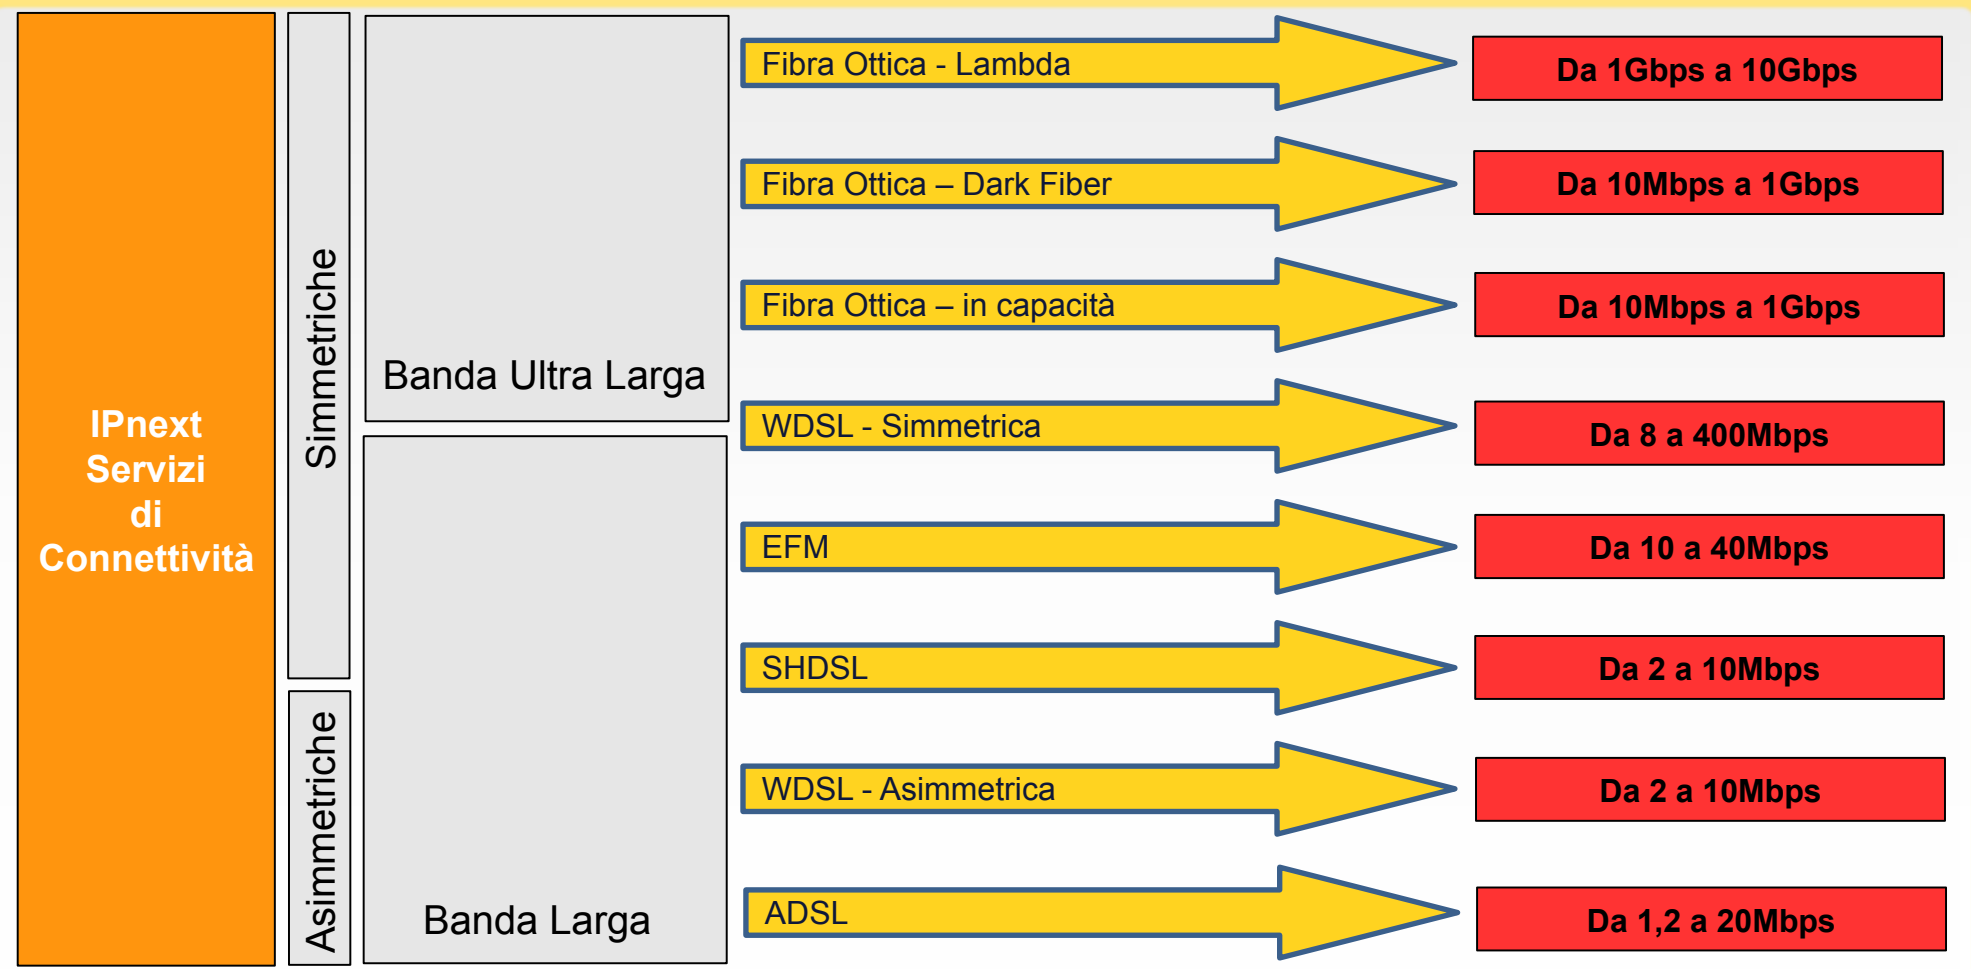 IPnext
Servizi
di
Connettività
Simmetriche
Asimmetriche
Banda Ultra Larga
Banda Larga
Fibra Ottica - Lambda
Da 1Gbps a 10Gbps
Fibra Ottica – Dark Fiber
Da 10Mbps a 1Gbps
Fibra Ottica – in capacità
Da 10Mbps a 1Gbps
WDSL - Simmetrica
Da 8 a 400Mbps
EFM
Da 10 a 40Mbps
SHDSL
Da 2 a 10Mbps
WDSL - Asimmetrica
Da 2 a 10Mbps
ADSL
Da 1,2 a 20Mbps